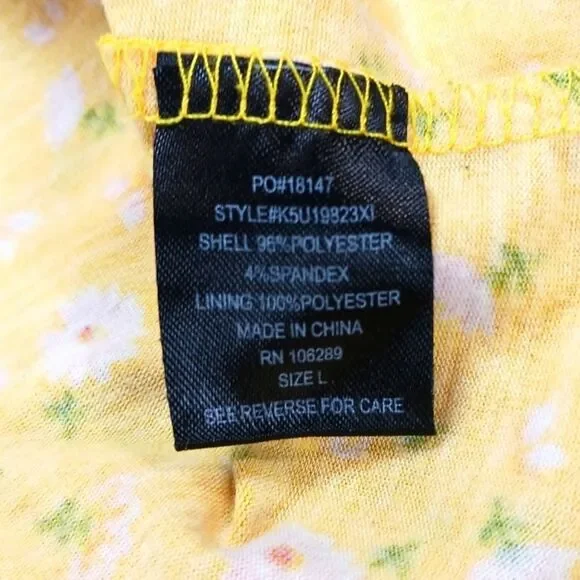 PO#18147
STYLE#K5U19823XI
SHELL 96%POLYESTER
4%SPANDEX
LINING 100%POLYESTER
MADE IN CHINA
RN 106289
SIZE L
SEE REVERSE FOR CARE